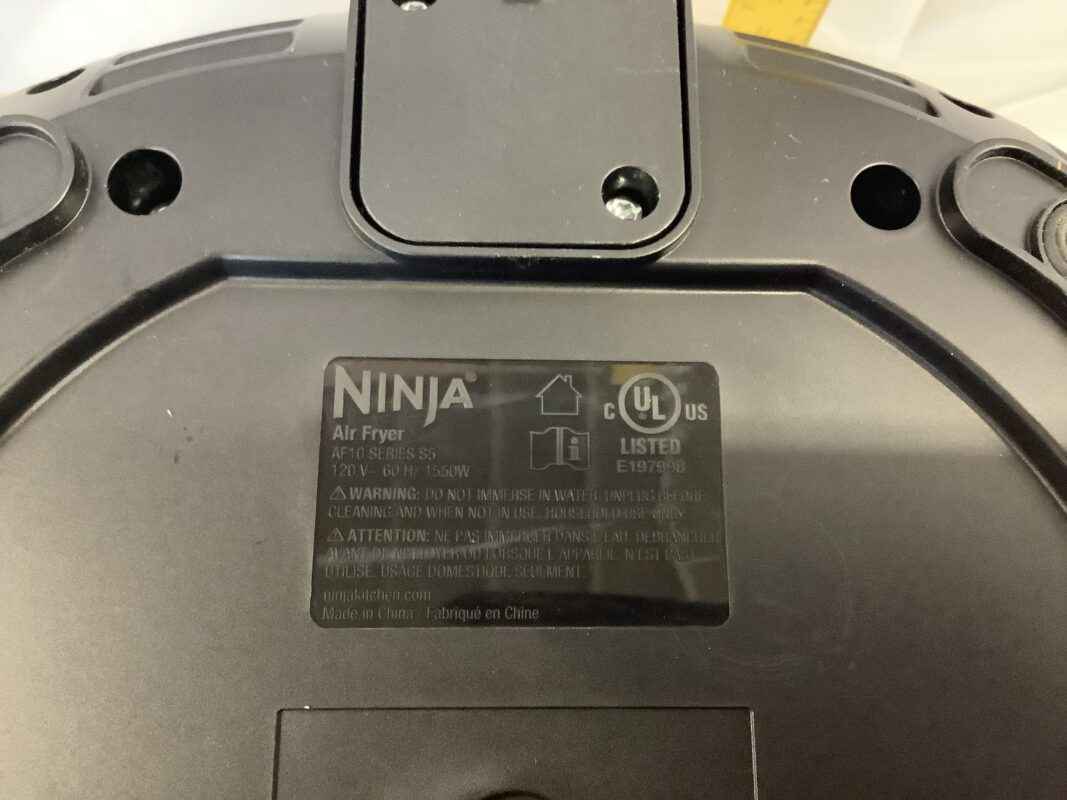 NINJA®
Air Fryer
AF10 SERIES S5
120 V~ 60 Hz 1550W
C UL US
LISTED
E197998
⚠ WARNING: DO NOT IMMERSE IN WATER. UNPLUG BEFORE
CLEANING AND WHEN NOT IN USE. HOUSEHOLD USE ONLY.
⚠ ATTENTION: NE PAS IMMERGER DANS L'EAU. DÉBRANCHER
AVANT DE NETTOYER OU LORSQUE L'APPAREIL N'EST PAS
UTILISÉ. USAGE DOMESTIQUE SEULMENT.
ninjakitchen.com
Made in China Fabriqué en Chine